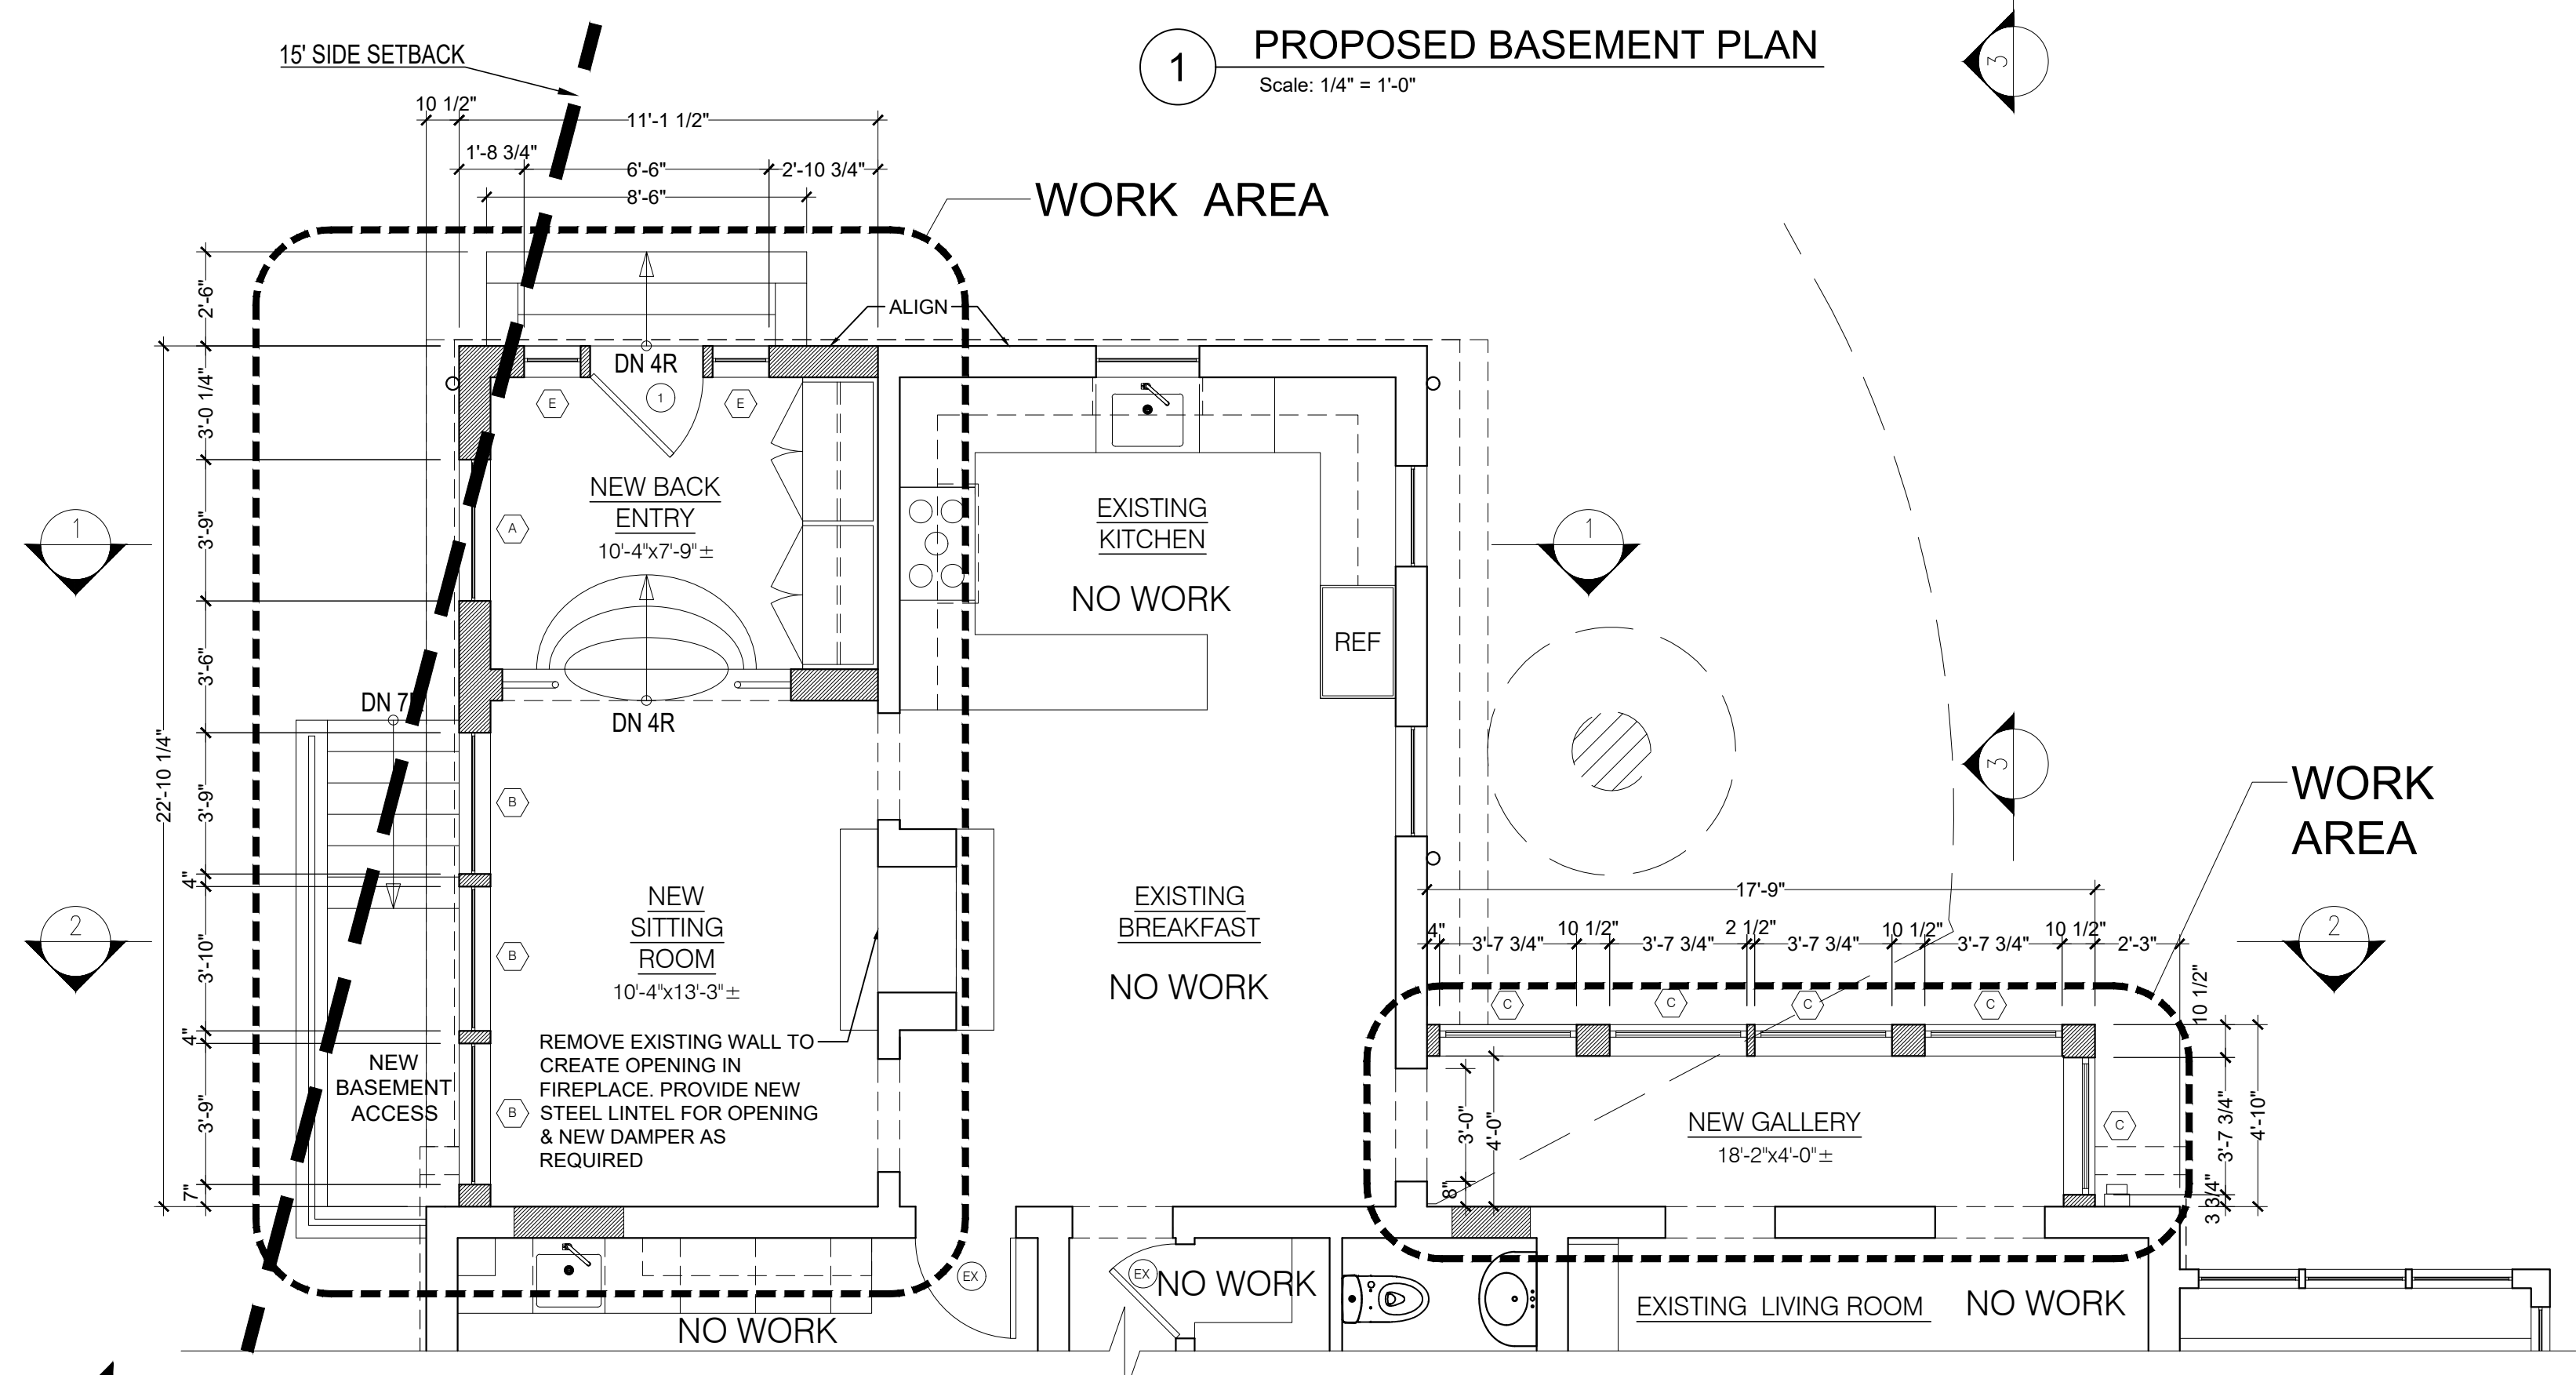 15' SIDE SETBACK
1
PROPOSED BASEMENT PLAN
Scale: 1/4" = 1'-0"
3
10 1/2"
11'-1 1/2"
1'-8 3/4"
6'-6"
2'-10 3/4"
8'-6"
WORK AREA
2'-6"
ALIGN
DN 4R
3'-0 1/4"
E
1
E
NEW BACK
ENTRY
10'-4"x7'-9"±
A
3'-9"
EXISTING
KITCHEN
NO WORK
REF
1
1
3'-6"
DN 7
DN 4R
22'-10 1/4"
3'-9"
B
3
WORK
AREA
4"
NEW
SITTING
ROOM
10'-4"x13'-3"±
B
3'-10"
2
EXISTING
BREAKFAST
NO WORK
17'-9"
4"
3'-7 3/4"
10 1/2"
3'-7 3/4"
2 1/2"
3'-7 3/4"
10 1/2"
3'-7 3/4"
10 1/2"
2'-3"
2
C
C
C
C
10 1/2"
4"
REMOVE EXISTING WALL TO
CREATE OPENING IN
FIREPLACE. PROVIDE NEW
STEEL LINTEL FOR OPENING
& NEW DAMPER AS
REQUIRED
NEW
BASEMENT
ACCESS
3'-9"
B
7"
3'-0"
4'-0"
8"
NEW GALLERY
18'-2"x4'-0"±
C
3'-7 3/4"
4'-10"
3 3/4"
EX
EX
NO WORK
NO WORK
EXISTING LIVING ROOM
NO WORK